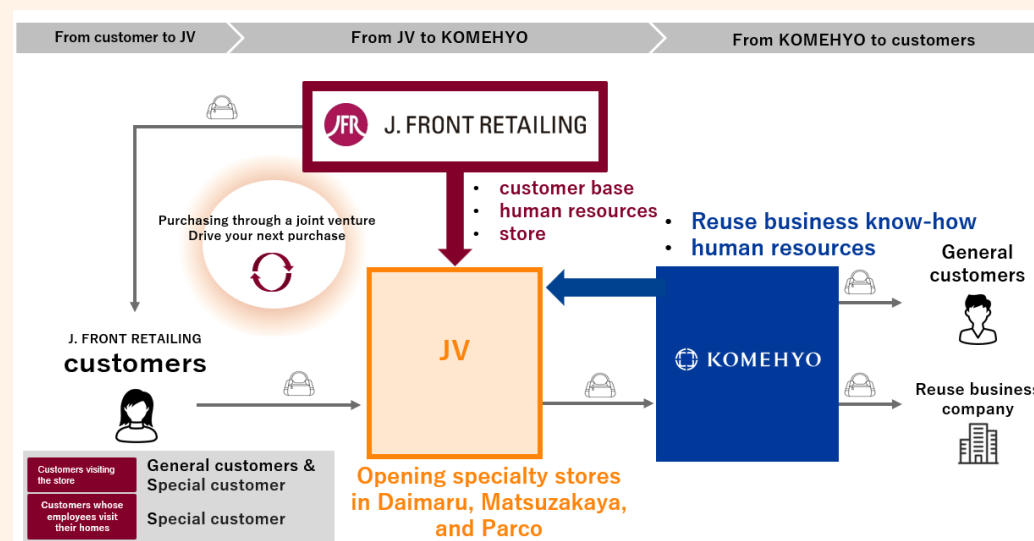 From customer to JV
From JV to KOMEHYO
From KOMEHYO to customers
JFR J. FRONT RETAILING
• customer base
• human resources
• store
Purchasing through a joint venture
Drive your next purchase
• Reuse business know-how
• human resources
General
customers
J. FRONT RETAILING
customers
JV
KOMEHYO
Reuse business
company
Customers visiting
the store
General customers &
Special customer
Customers whose
employees visit
their homes
Special customer
Opening specialty stores
in Daimaru, Matsuzakaya,
and Parco